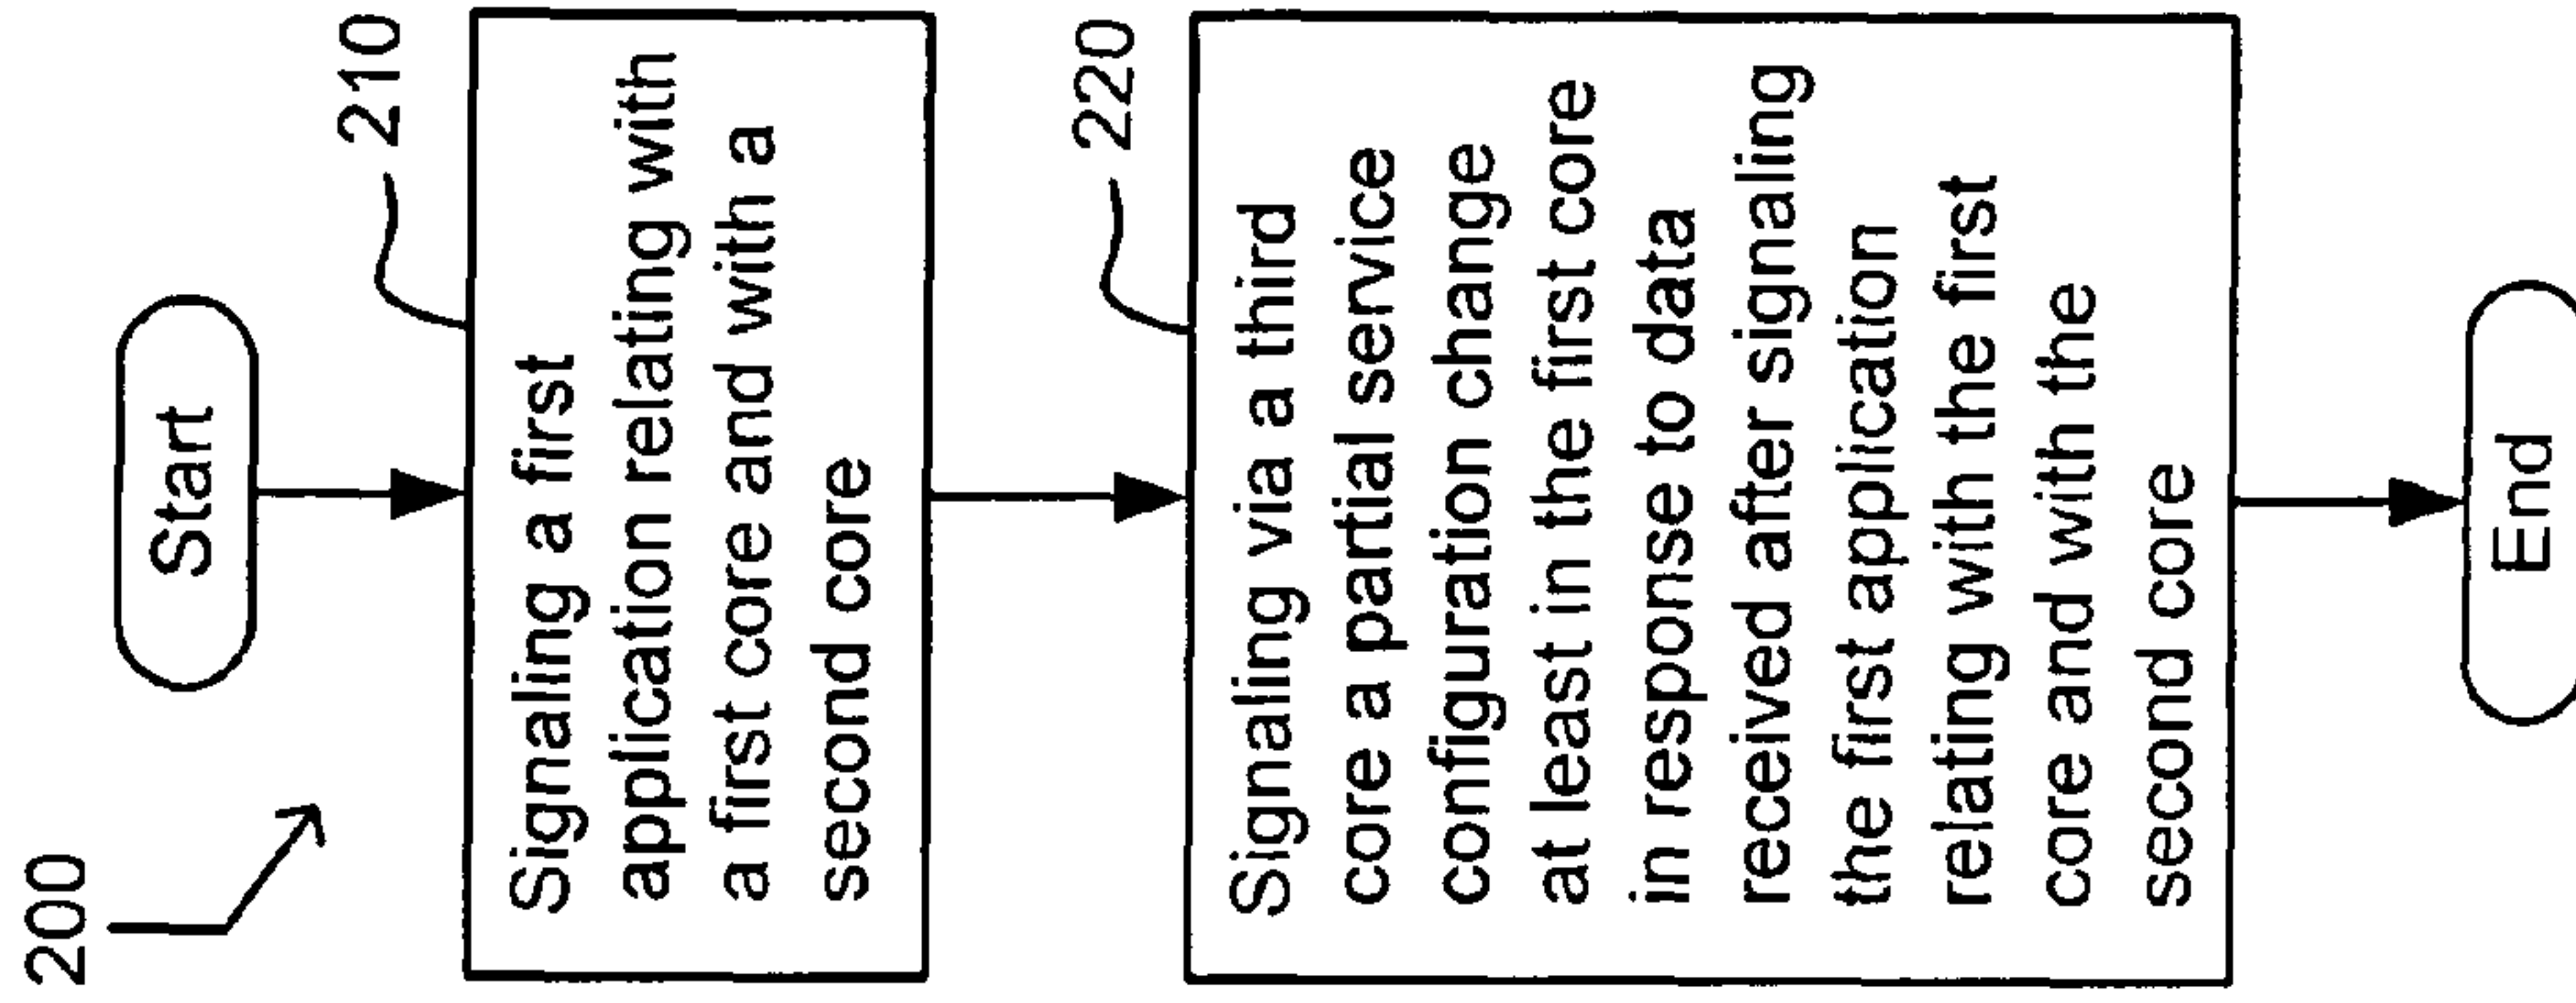 200
Start
210
Signaling a first
application relating with
a first core and with a
second core
220
Signaling via a third
core a partial service
configuration change
at least in the first core
in response to data
received after signaling
the first application
relating with the first
core and with the
second core
End